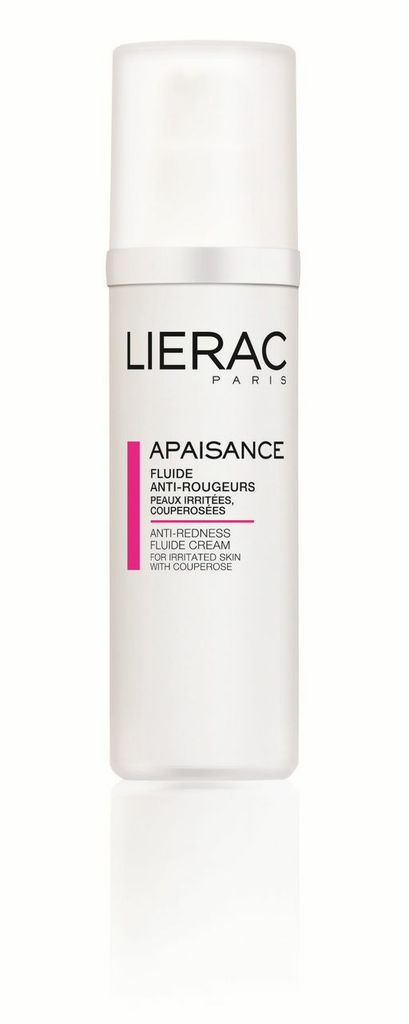 LIERAC
PARIS
APAISANCE
FLUIDE
ANTI-ROUGEURS
PEAUX IRRITÉES,
COUPEROSÉES
ANTI-REDNESS
FLUIDE CREAM
FOR IRRITATED SKIN
WITH COUPEROSE